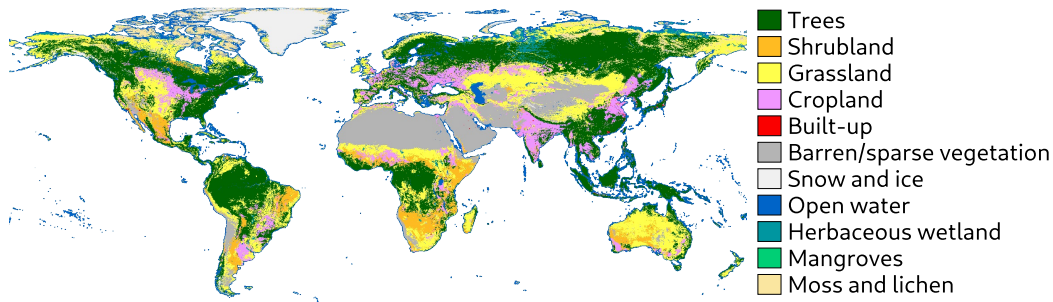 Trees
Shrubland
Grassland
Cropland
Built-up
Barren/sparse vegetation
Snow and ice
Open water
Herbaceous wetland
Mangroves
Moss and lichen